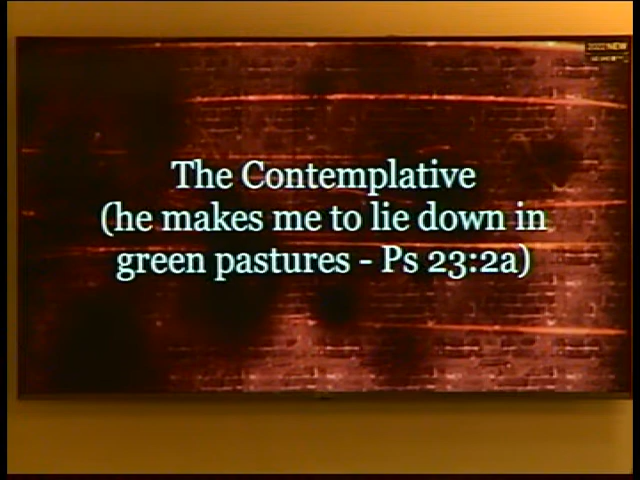 The Contemplative
(he makes me to lie down in
green pastures - Ps 23:2a)